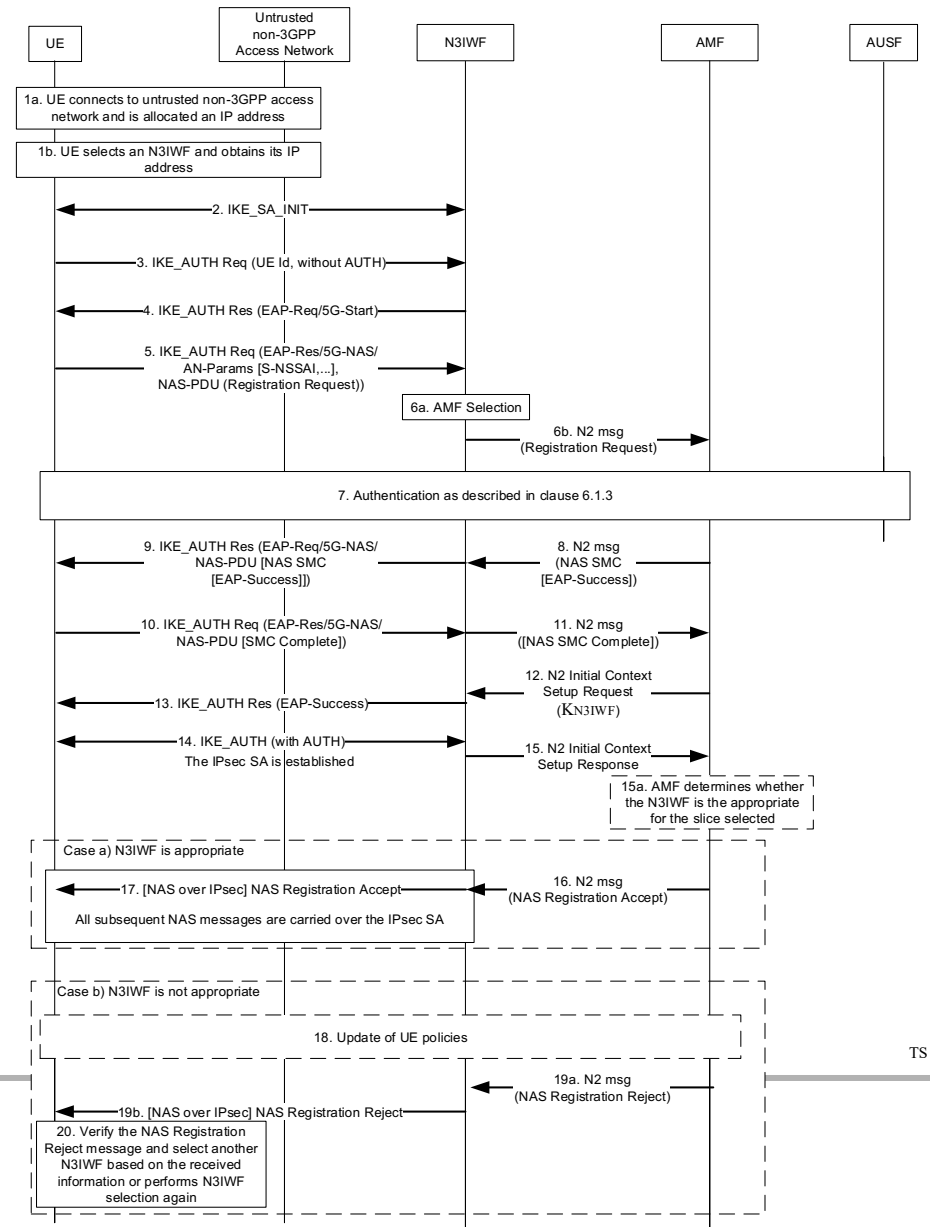 UE
Untrusted
non-3GPP
Access Network
N3IWF
AMF
AUSF
1a. UE connects to untrusted non-3GPP access
network and is allocated an IP address
1b. UE selects an N3IWF and obtains its IP
address
2. IKE_SA_INIT
3. IKE_AUTH Req (UE Id, without AUTH)
4. IKE_AUTH Res (EAP-Req/5G-Start)
5. IKE_AUTH Req (EAP-Res/5G-NAS/
AN-Params [S-NSSAI,...],
NAS-PDU (Registration Request))
6a. AMF Selection
6b. N2 msg
(Registration Request)
7. Authentication as described in clause 6.1.3
9. IKE_AUTH Res (EAP-Req/5G-NAS/
NAS-PDU [NAS SMC
[EAP-Success]])
8. N2 msg
(NAS SMC
[EAP-Success])
10. IKE_AUTH Req (EAP-Res/5G-NAS/
NAS-PDU [SMC Complete])
11. N2 msg
([NAS SMC Complete])
12. N2 Initial Context
Setup Request
(KN3IWF)
13. IKE_AUTH Res (EAP-Success)
14. IKE_AUTH (with AUTH)
The IPsec SA is established
15. N2 Initial Context
Setup Response
15a. AMF determines whether
the N3IWF is the appropriate
for the slice selected
Case a) N3IWF is appropriate
17. [NAS over IPsec] NAS Registration Accept
16. N2 msg
(NAS Registration Accept)
All subsequent NAS messages are carried over the IPsec SA
Case b) N3IWF is not appropriate
18. Update of UE policies
TS
19a. N2 msg
(NAS Registration Reject)
19b. [NAS over IPsec] NAS Registration Reject
20. Verify the NAS Registration
Reject message and select another
N3IWF based on the received
information or performs N3IWF
selection again